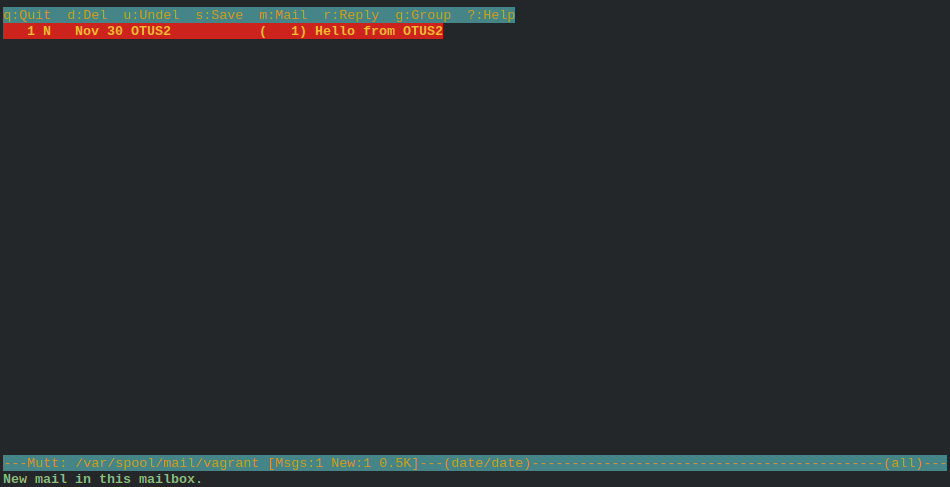 q:Quit  d:Del  u:Undel  s:Save  m:Mail  r:Reply  g:Group  ?:Help
   1 N   Nov 30 OTUS2           (   1) Hello from OTUS2
---Mutt: /var/spool/mail/vagrant [Msgs:1 New:1 0.5K]---(date/date)--------------------------------------------(all)---
New mail in this mailbox.